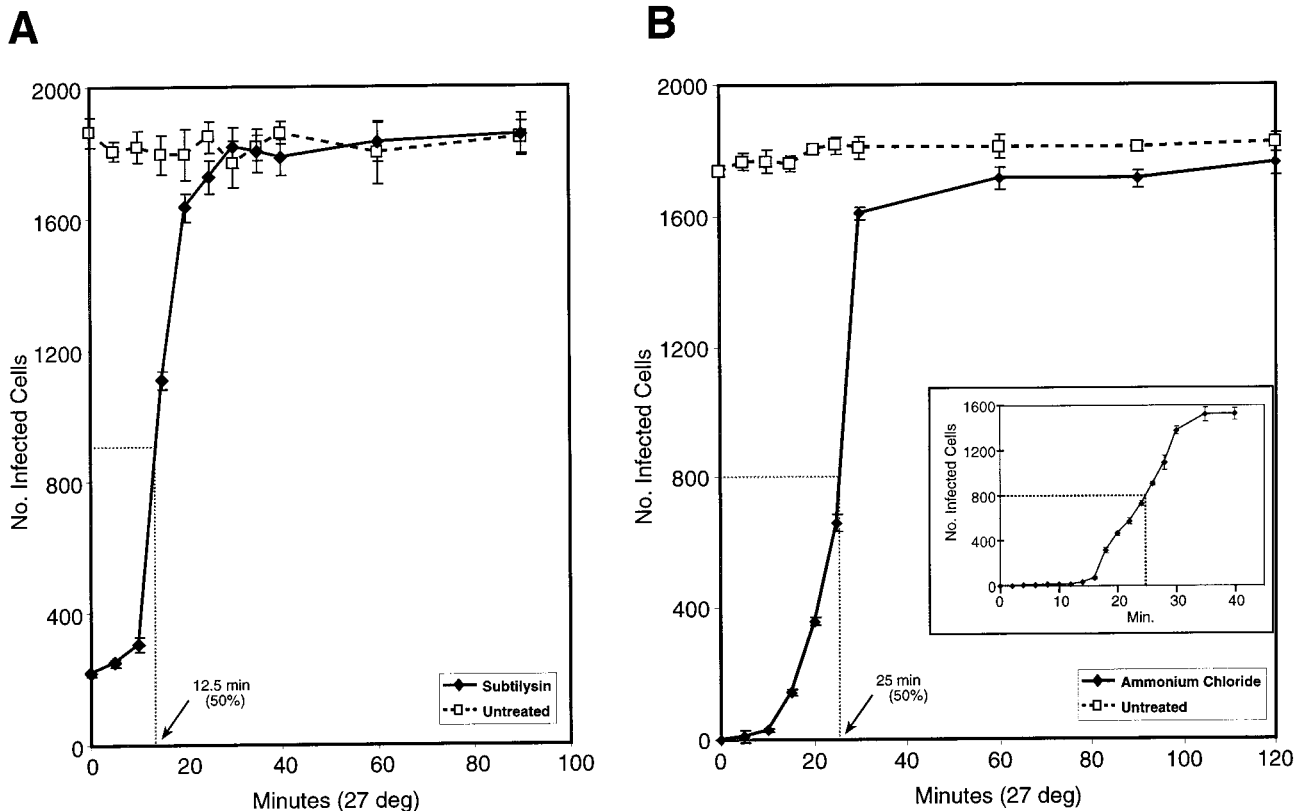 A
2000
1600
1200
800
400
0
No. Infected Cells
0
20
40
60
80
100
Minutes (27 deg)
12.5 min
(50%)
Subtilysin
Untreated
B
2000
1600
1200
800
400
0
No. Infected Cells
0
20
40
60
80
100
120
Minutes (27 deg)
25 min
(50%)
Ammonium Chloride
Untreated
1600
1200
800
400
0
No. Infected Cells
0
10
20
30
40
Min.